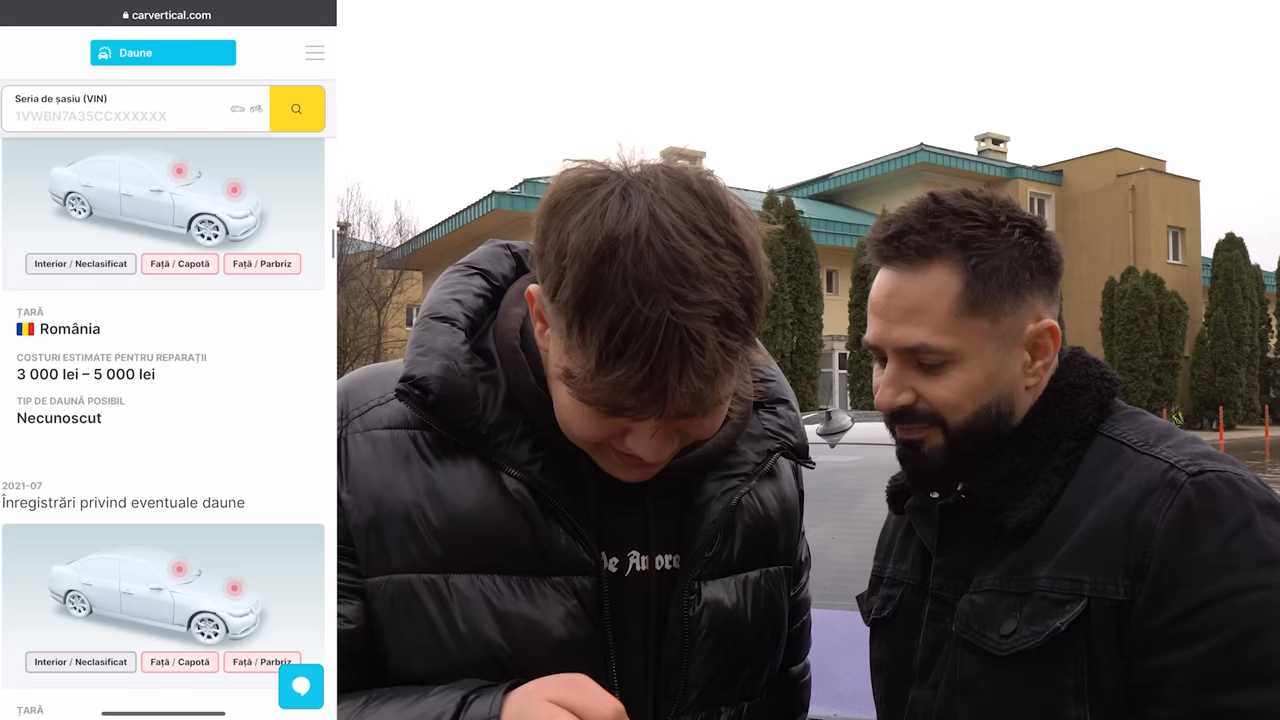 carvertical.com
Daune
Seria de șasiu (VIN)
1VWBN7A35CCXXXXXX
Interior / Neclasificat
Față / Capotă
Față / Parbriz
ȚARĂ
România
COSTURI ESTIMATE PENTRU REPARAȚII
3 000 lei – 5 000 lei
TIP DE DAUNĂ POSIBIL
Necunoscut
2021-07
Înregistrări privind eventuale daune
Interior / Neclasificat
Față / Capotă
Față / Parbriz
ȚARĂ
De Amore